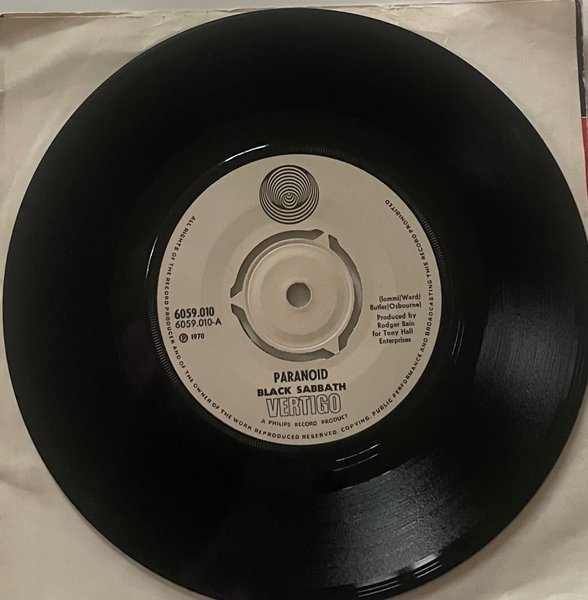 ALL RIGHTS OF THE RECORD PRODUCER AND OF THE OWNER OF THE WORK REPRODUCED RESERVED. COPYING, PUBLIC PERFORMANCE AND BROADCASTING THIS RECORD PROHIBITED
6059.010
6059.010-A
℗ 1970
(Iommi/Ward/
Butler/Osbourne)
Produced by
Rodger Bain
for Tony Hall
Enterprises
PARANOID
BLACK SABBATH
VERTIGO
A PHILIPS RECORD PRODUCT